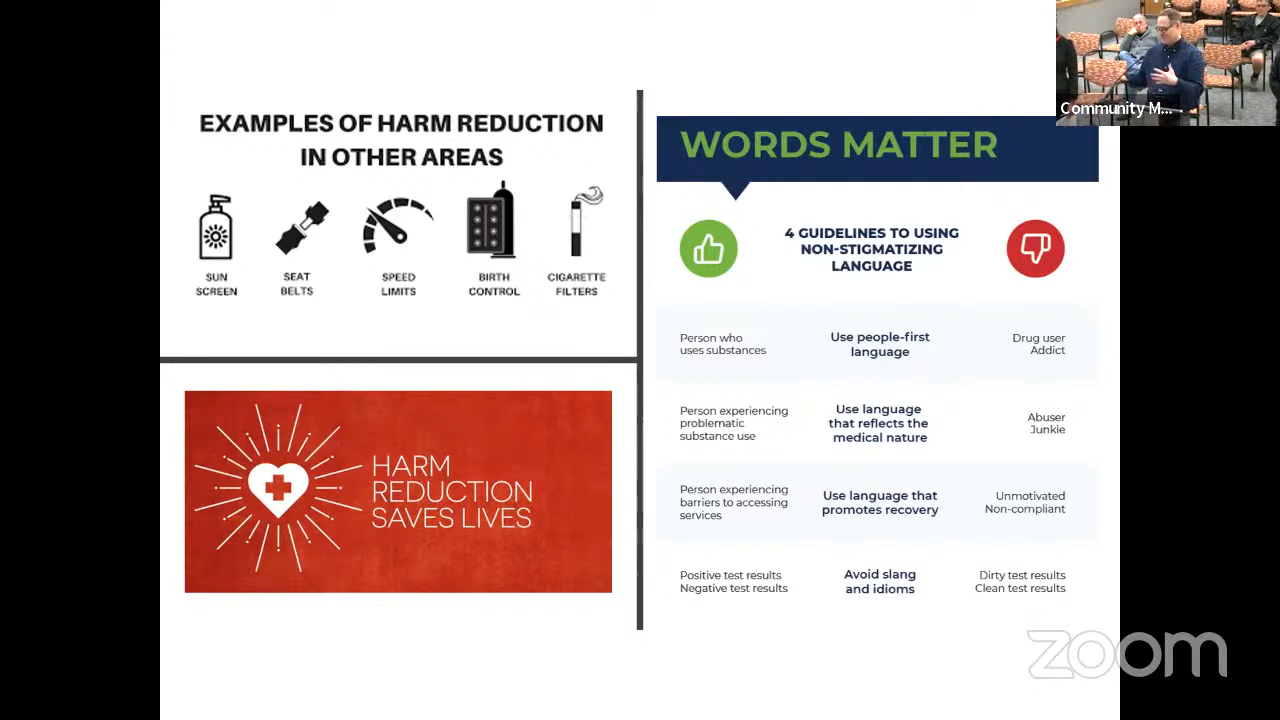 EXAMPLES OF HARM REDUCTION
IN OTHER AREAS
SUN
SCREEN
SEAT
BELTS
SPEED
LIMITS
BIRTH
CONTROL
CIGARETTE
FILTERS
HARM
REDUCTION
SAVES LIVES
WORDS MATTER
4 GUIDELINES TO USING
NON-STIGMATIZING
LANGUAGE
Person who
uses substances
Use people-first
language
Drug user
Addict
Person experiencing
problematic
substance use
Use language
that reflects the
medical nature
Abuser
Junkie
Person experiencing
barriers to accessing
services
Use language that
promotes recovery
Unmotivated
Non-compliant
Positive test results
Negative test results
Avoid slang
and idioms
Dirty test results
Clean test results
Community M...
zoom